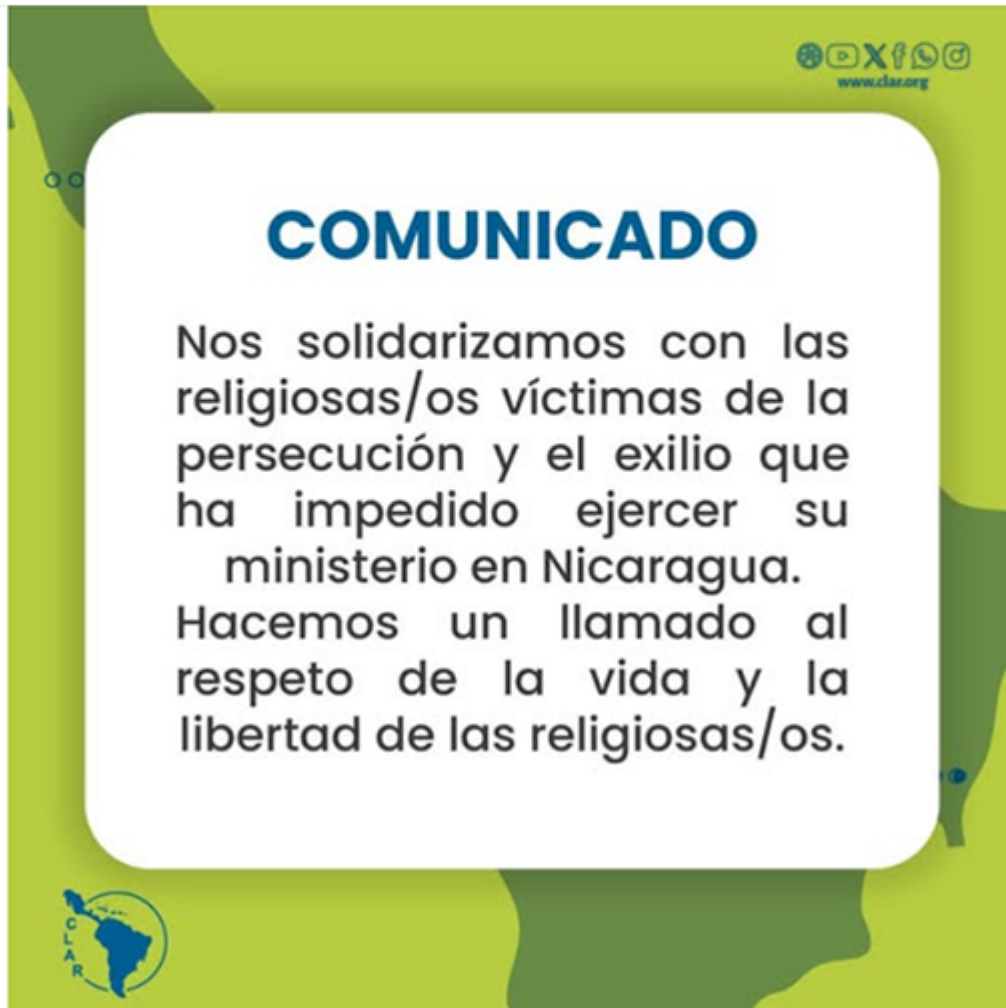 www.clar.org
COMUNICADO
Nos solidarizamos con las
religiosas/os víctimas de la
persecución y el exilio que
ha impedido ejercer su
ministerio en Nicaragua.
Hacemos un llamado al
respeto de la vida y la
libertad de las religiosas/os.
CLAR